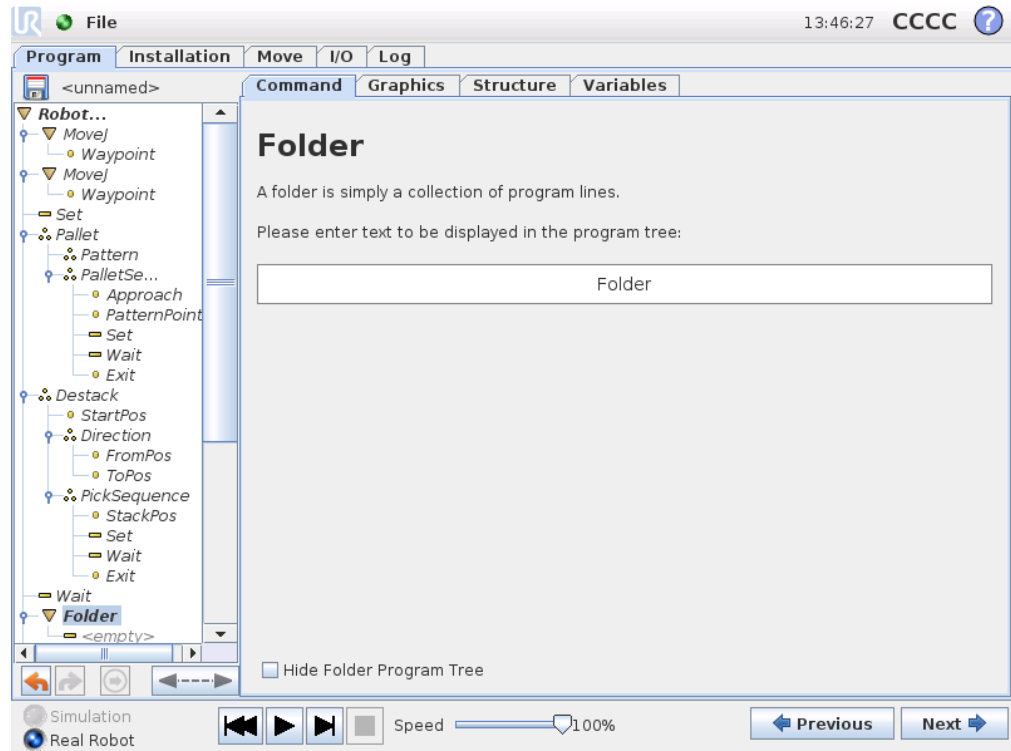 UR File 13:46:27 CCCC ?
Program Installation Move I/O Log
<unnamed>
Command Graphics Structure Variables
Robot...
MoveJ
Waypoint
MoveJ
Waypoint
Set
Pallet
Pattern
PalletSe...
Approach
PatternPoint
Set
Wait
Exit
Destack
StartPos
Direction
FromPos
ToPos
PickSequence
StackPos
Set
Wait
Exit
Wait
Folder
<empty>
Folder
A folder is simply a collection of program lines.
Please enter text to be displayed in the program tree:
Folder
Hide Folder Program Tree
Simulation
Real Robot
Speed 100%
Previous Next